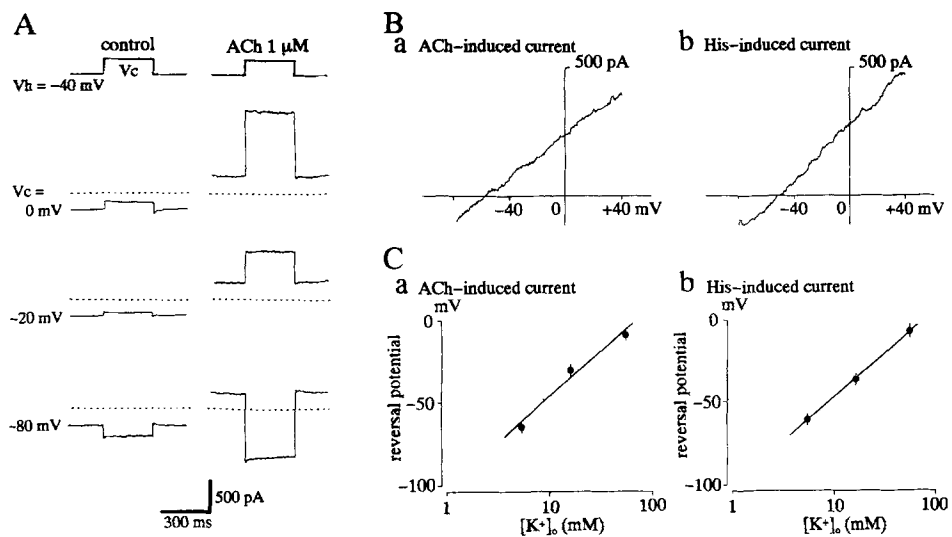 A
control
ACh 1 μM
Vc
Vh = −40 mV
Vc =
0 mV
−20 mV
−80 mV
500 pA
300 ms
B
a
ACh−induced current
500 pA
−40
0
+40 mV
b
His−induced current
500 pA
−40
0
+40 mV
C
a
ACh−induced current
mV
0
−50
−100
reversal potential
1
10
100
[K+]o (mM)
b
His−induced current
mV
0
−50
−100
reversal potential
1
10
100
[K+]o (mM)